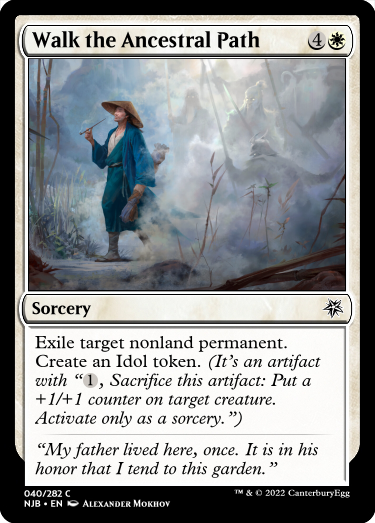 Walk the Ancestral Path 4
Sorcery
Exile target nonland permanent.
Create an Idol token. (It's an artifact
with “1, Sacrifice this artifact: Put a
+1/+1 counter on target creature.
Activate only as a sorcery.”)
“My father lived here, once. It is in his
honor that I tend to this garden.”
040/282 C
NJB • EN Alexander Mokhov
™ & © 2022 CanterburyEgg